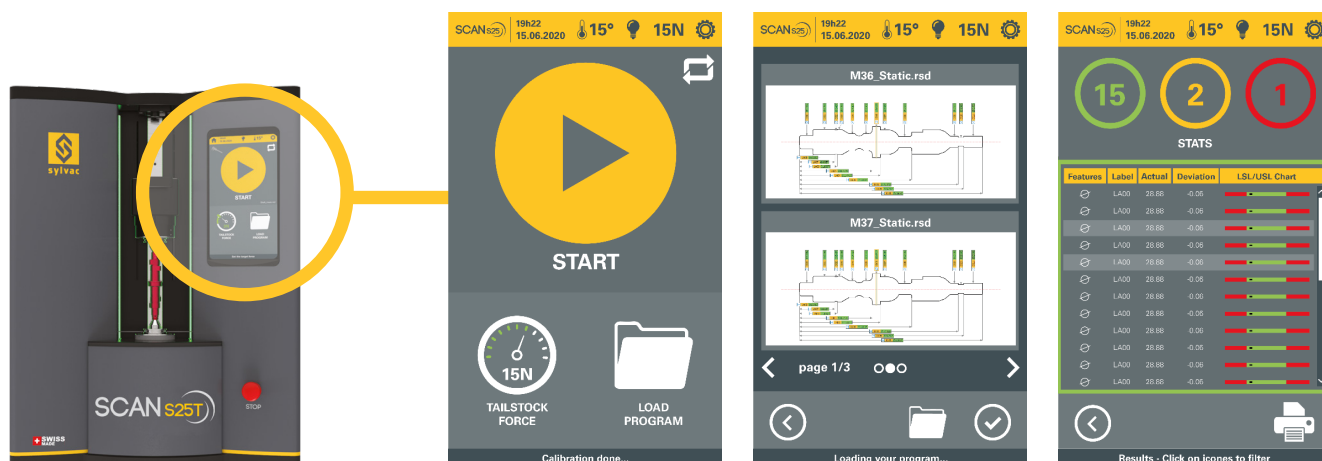 sylvac
START
TAILSTOCK
FORCE
LOAD
PROGRAM
SCAN S25T
STOP
SWISS
MADE
SCAN S25
19h22
15.06.2020
15°
15N
START
15N
TAILSTOCK
FORCE
LOAD
PROGRAM
Calibration done...
SCAN S25
19h22
15.06.2020
15°
15N
M36_Static.rsd
M37_Static.rsd
page 1/3
Loading your program...
SCAN S25
19h22
15.06.2020
15°
15N
15
2
1
STATS
Features Label Actual Deviation LSL/USL Chart
LA00 28.88 -0.06
LA00 28.88 -0.06
LA00 28.88 -0.06
LA00 28.88 -0.06
LA00 28.88 -0.06
LA00 28.88 -0.06
LA00 28.88 -0.06
LA00 28.88 -0.06
LA00 28.88 -0.06
LA00 28.88 -0.06
LA00 28.88 -0.06
LA00 28.88 -0.06
Results - Click on icones to filter